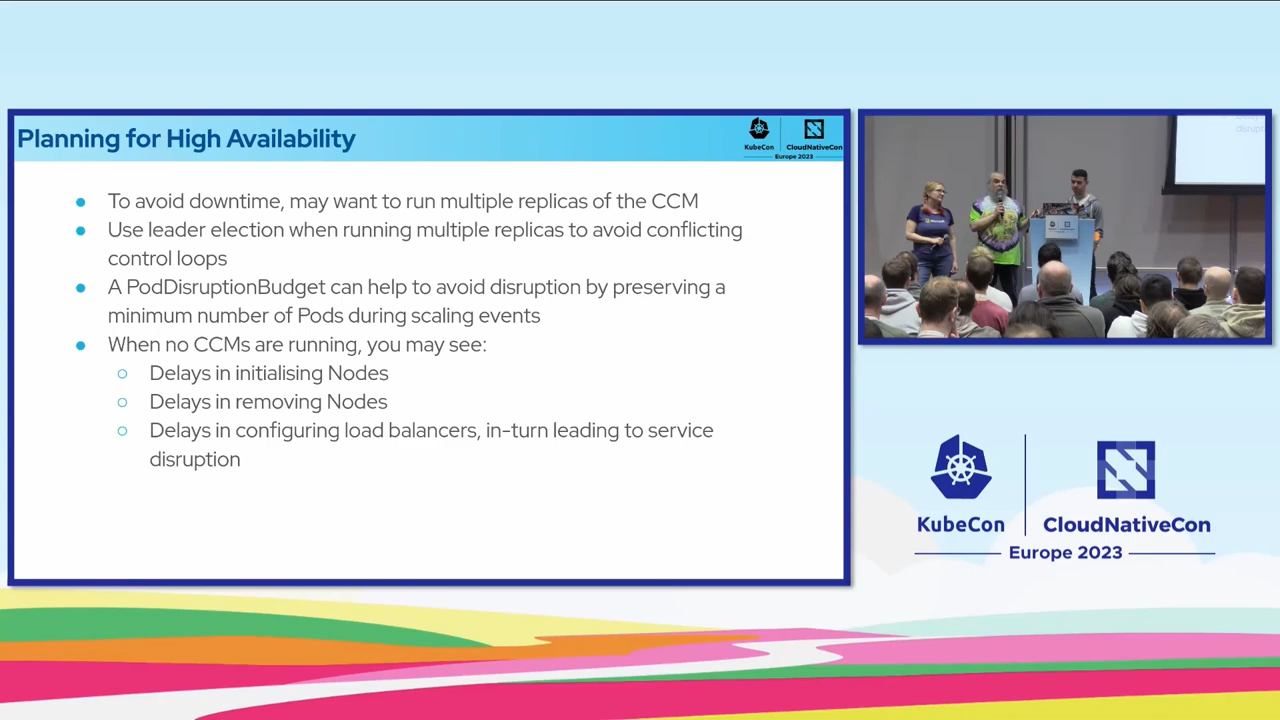 Planning for High Availability
KubeCon
CloudNativeCon
Europe 2023
To avoid downtime, may want to run multiple replicas of the CCM
Use leader election when running multiple replicas to avoid conflicting
control loops
A PodDisruptionBudget can help to avoid disruption by preserving a
minimum number of Pods during scaling events
When no CCMs are running, you may see:
Delays in initialising Nodes
Delays in removing Nodes
Delays in configuring load balancers, in-turn leading to service
disruption
KubeCon
CloudNativeCon
Europe 2023